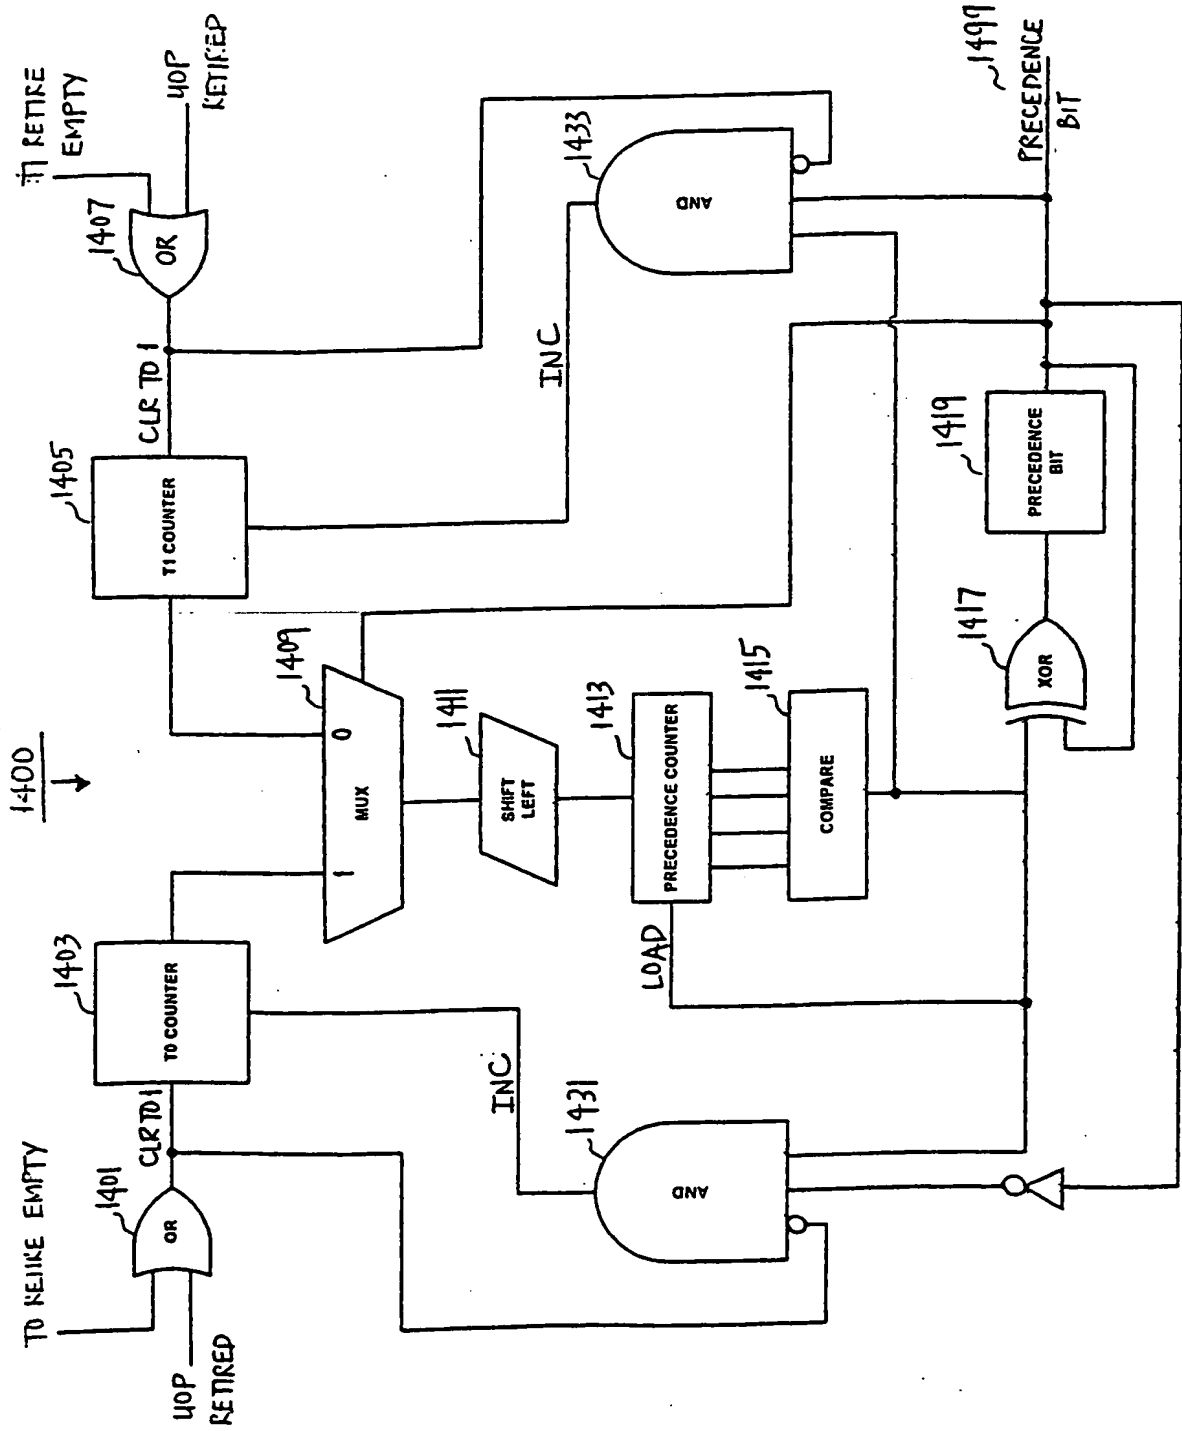 1400
T0 RETIRE EMPTY
1401
OR
UOP
RETIRED
CLR TO 1
1403
T0 COUNTER
1405
T1 COUNTER
CLR TO 1
1407
OR
T1 RETIRE
EMPTY
UOP
RETIRED
1409
1
MUX
0
1411
SHIFT
LEFT
INC
INC
1431
AND
1433
AND
LOAD
1413
PRECEDENCE COUNTER
1415
COMPARE
1417
XOR
1419
PRECEDENCE
BIT
1497
PRECEDENCE
BIT